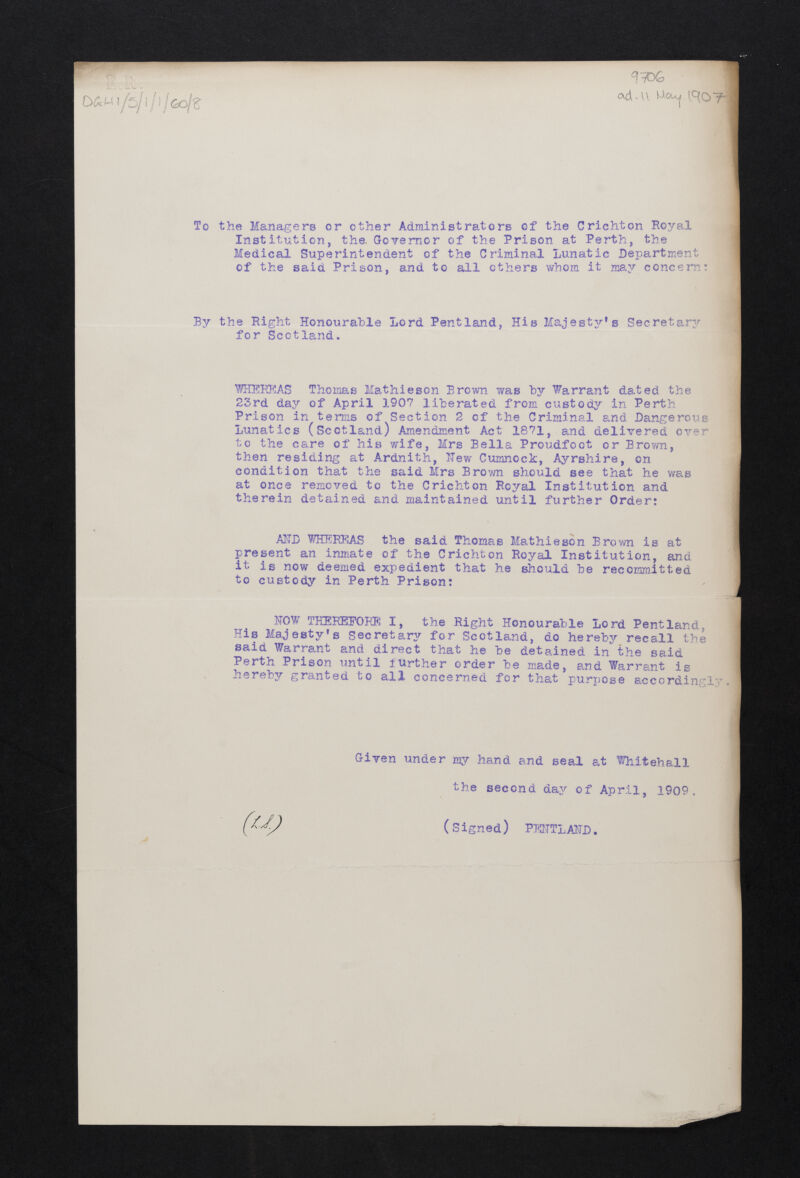 E.R.
9706
DGH1/5/1/1/60/8
ad. 11 May 1907
To the Managers or other Administrators of the Crichton Royal
Institution, the Governor of the Prison at Perth, the
Medical Superintendent of the Criminal Lunatic Department
of the said Prison, and to all others whom it may concern:
By the Right Honourable Lord Pentland, His Majesty's Secretary
for Scotland.
WHEREAS Thomas Mathieson Brown was by Warrant dated the
23rd day of April 1907 liberated from custody in Perth
Prison in terms of Section 2 of the Criminal and Dangerous
Lunatics (Scotland) Amendment Act 1871, and delivered over
to the care of his wife, Mrs Bella Proudfoot or Brown,
then residing at Ardnith, New Cumnock, Ayrshire, on
condition that the said Mrs Brown should see that he was
at once removed to the Crichton Royal Institution and
therein detained and maintained until further Order:
AND WHEREAS the said Thomas Mathieson Brown is at
present an inmate of the Crichton Royal Institution, and
it is now deemed expedient that he should be recommitted
to custody in Perth Prison:
NOW THEREFORE I, the Right Honourable Lord Pentland,
His Majesty's Secretary for Scotland, do hereby recall the
said Warrant and direct that he be detained in the said
Perth Prison until further order be made, and Warrant is
hereby granted to all concerned for that purpose accordingly.
Given under my hand and seal at Whitehall
the second day of April, 1909.
(L.S.)
(Signed) PENTLAND.